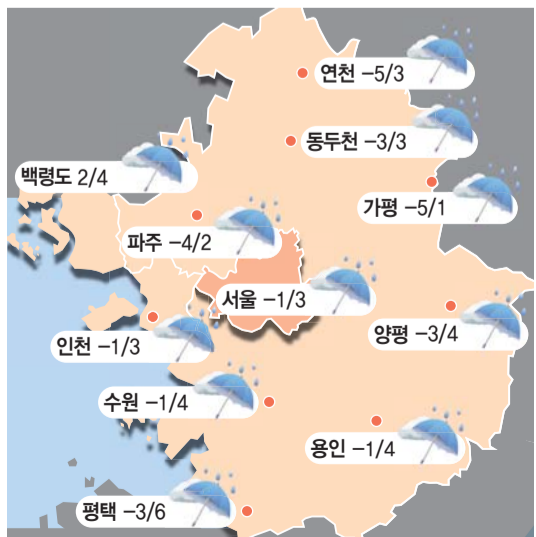 연천 -5/3
동두천 -3/3
백령도 2/4
가평 -5/1
파주 -4/2
서울 -1/3
양평 -3/4
인천 -1/3
수원 -1/4
용인 -1/4
평택 -3/6